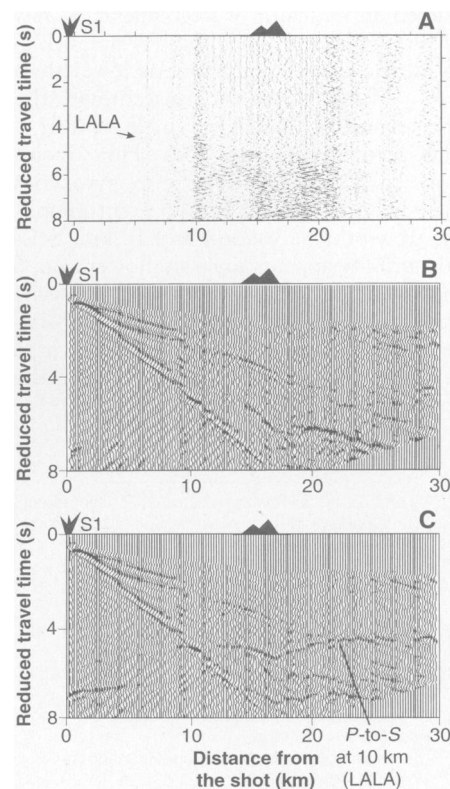 A
S1
Reduced travel time (s)
0
2
4
6
8
LALA
0
10
20
30
B
S1
Reduced travel time (s)
0
4
8
0
10
20
30
C
S1
Reduced travel time (s)
0
4
8
0
10
20
30
Distance from
the shot (km)
P-to-S
at 10 km
(LALA)